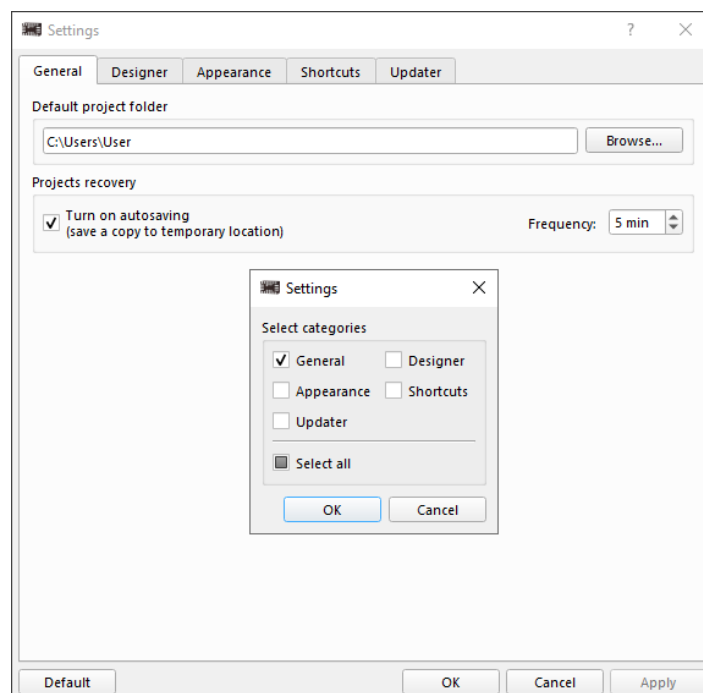 Settings
General Designer Appearance Shortcuts Updater
Default project folder
C:\Users\User Browse...
Projects recovery
Turn on autosaving
(save a copy to temporary location)
Frequency: 5 min
Settings
Select categories
General Designer
Appearance Shortcuts
Updater
Select all
OK Cancel
Default OK Cancel Apply